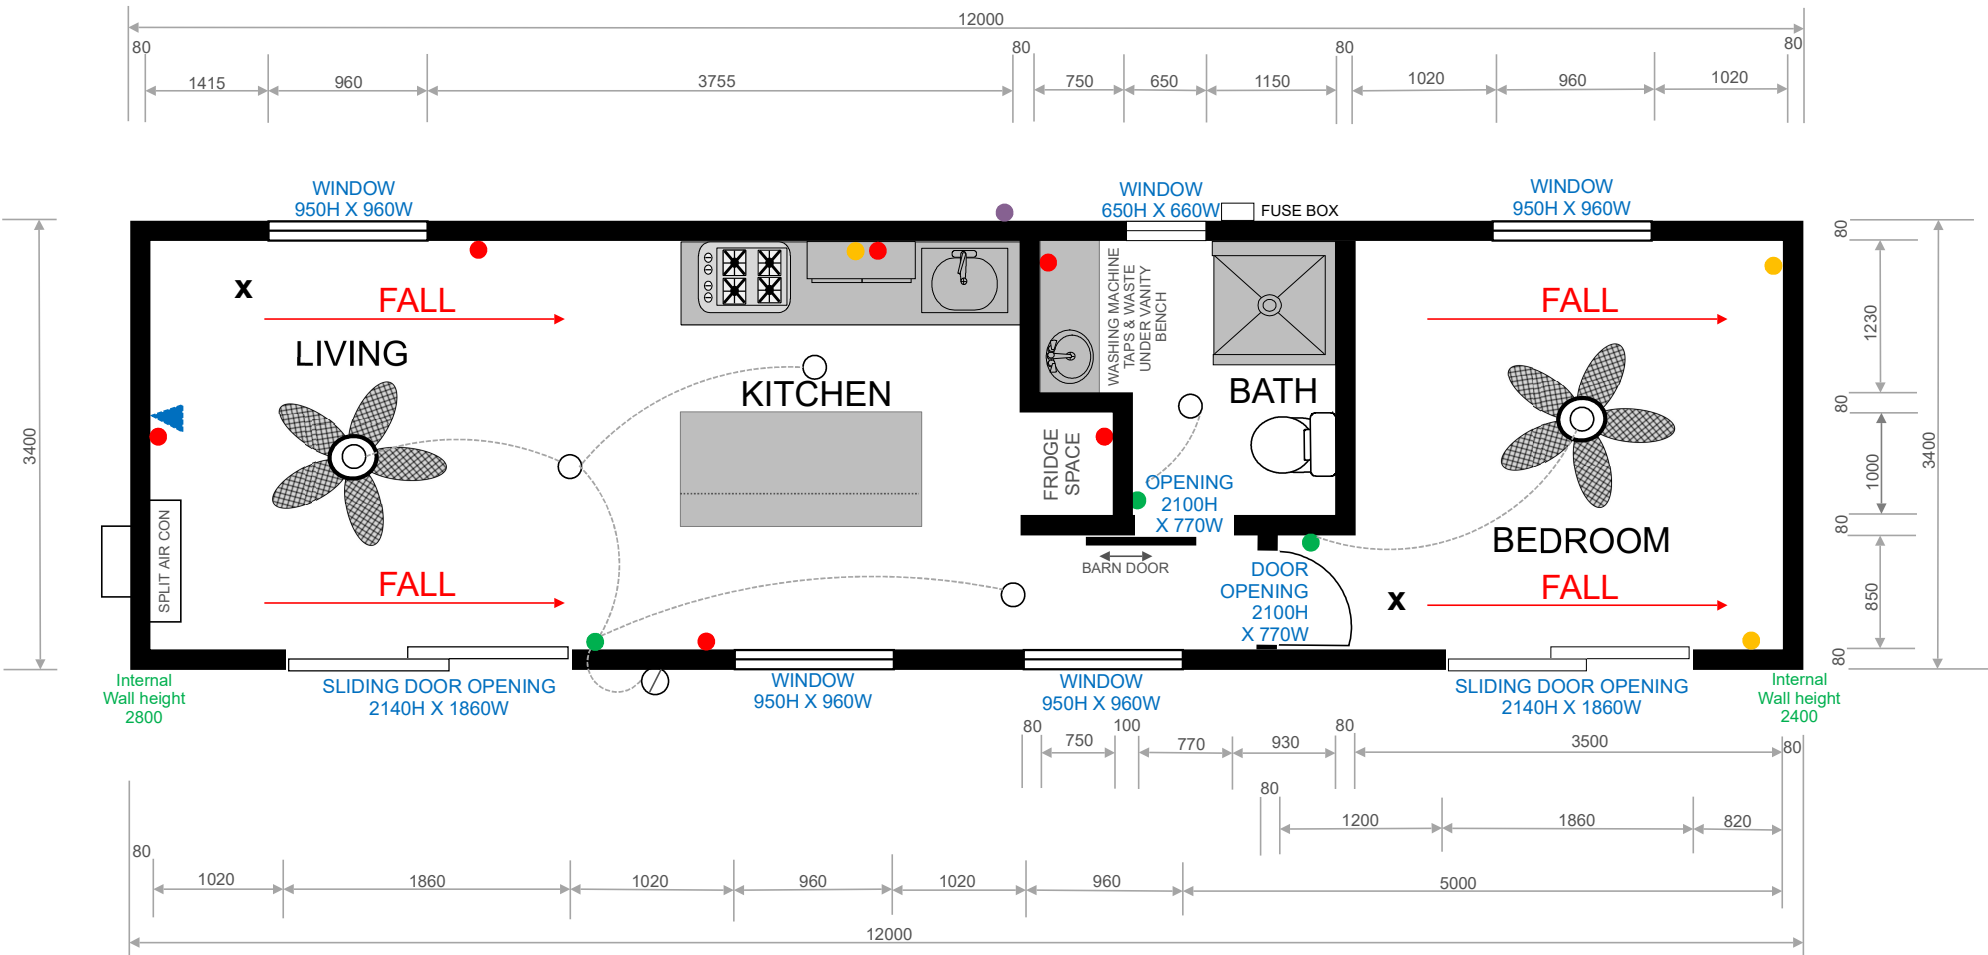 12000
80
80
80
80
1415
960
3755
750
650
1150
1020
960
1020
WINDOW
950H X 960W
WINDOW
650H X 660W
FUSE BOX
WINDOW
950H X 960W
x
FALL
LIVING
KITCHEN
WASHING MACHINE
TAPS & WASTE
UNDER VANITY
BENCH
BATH
FALL
FRIDGE
SPACE
OPENING
2100H
X 770W
BARN DOOR
BEDROOM
SPLIT AIR CON
FALL
DOOR
OPENING
2100H
X 770W
x
FALL
3400
80
1230
80
1000
80
850
80
3400
Internal
Wall height
2800
SLIDING DOOR OPENING
2140H X 1860W
WINDOW
950H X 960W
WINDOW
950H X 960W
SLIDING DOOR OPENING
2140H X 1860W
Internal
Wall height
2400
80
750
100
770
930
80
3500
80
80
1200
1860
820
80
1020
1860
1020
960
1020
960
5000
12000